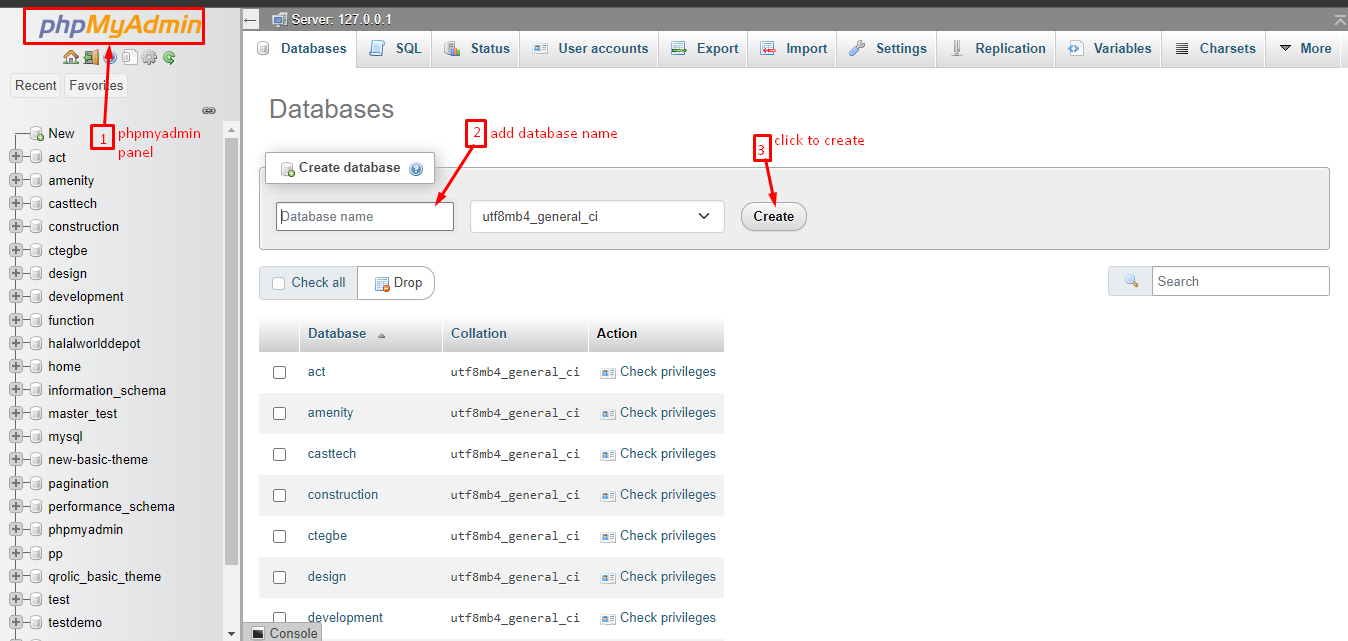 phpMyAdmin
Recent Favorites
New
act
amenity
casttech
construction
ctegbe
design
development
function
halalworlddepot
home
information_schema
master_test
mysql
new-basic-theme
pagination
performance_schema
phpmyadmin
pp
qrolic_basic_theme
test
testdemo
1 phpmyadmin
panel
Server: 127.0.0.1
Databases SQL Status User accounts Export Import Settings Replication Variables Charsets More
Databases
2 add database name
3 click to create
Create database
Database name utf8mb4_general_ci Create
Check all Drop Search
Database Collation Action
act utf8mb4_general_ci Check privileges
amenity utf8mb4_general_ci Check privileges
casttech utf8mb4_general_ci Check privileges
construction utf8mb4_general_ci Check privileges
ctegbe utf8mb4_general_ci Check privileges
design utf8mb4_general_ci Check privileges
development utf8mb4_general_ci Check privileges
Console